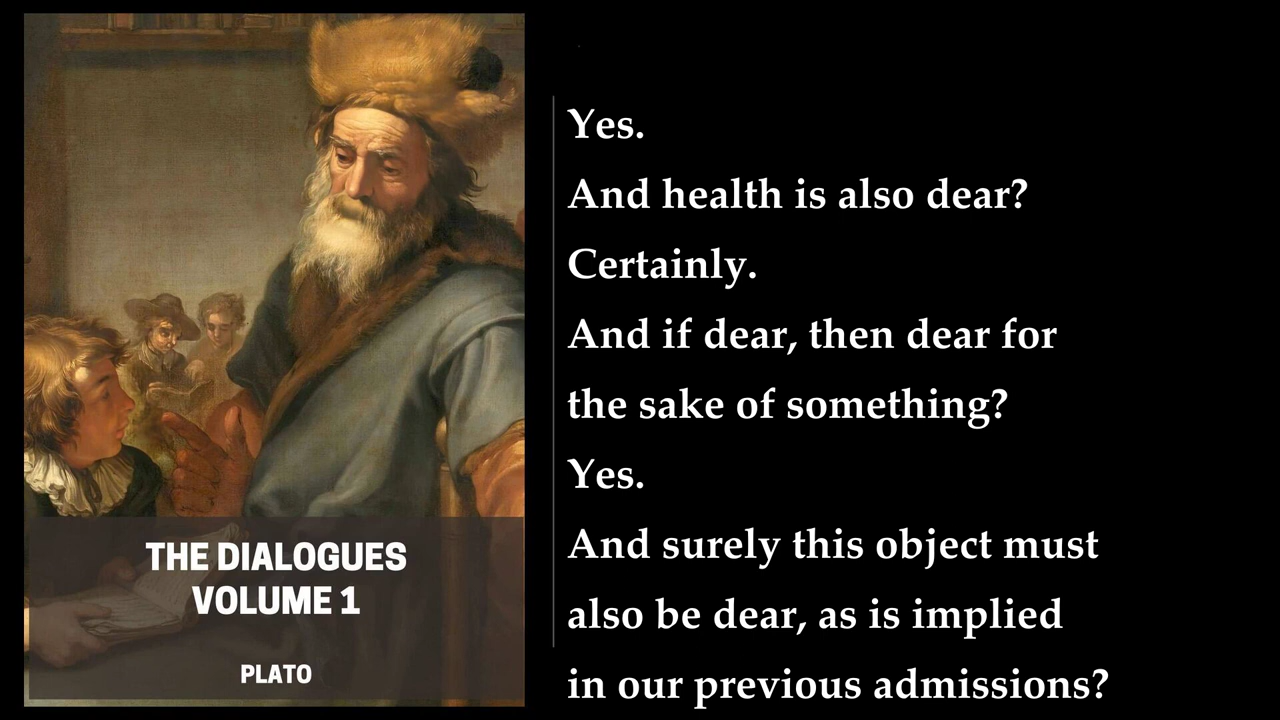 THE DIALOGUES
VOLUME 1
PLATO
Yes.
And health is also dear?
Certainly.
And if dear, then dear for
the sake of something?
Yes.
And surely this object must
also be dear, as is implied
in our previous admissions?